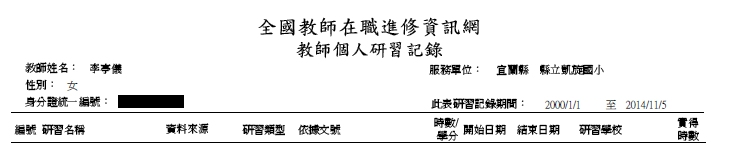 全國教師在職進修資訊網
教師個人研習記錄
教師姓名： 李亭儀 服務單位： 宜蘭縣 縣立凱旋國小
性別： 女
身分證統一編號： 此表研習記錄期間： 2000/1/1 至 2014/11/5
編號 研習名稱 資料來源 研習類型 依據文號 時數/學分 開始日期 結束日期 研習學校 實得時數